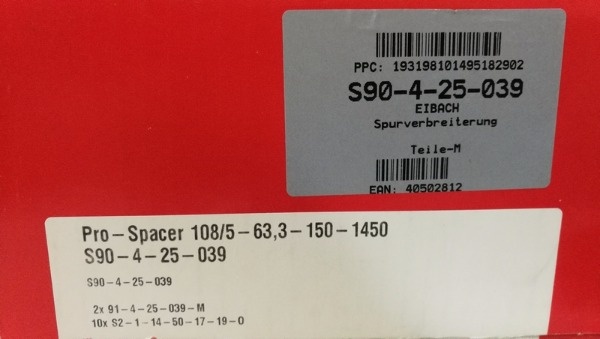 PPC: 193198101495182902
S90-4-25-039
EIBACH
Spurverbreiterung
Teile-M
EAN: 40502812
Pro-Spacer 108/5-63,3-150-1450
S90-4-25-039
S90-4-25-039
2x 91-4-25-039-M
10x S2-1-14-50-17-19-O